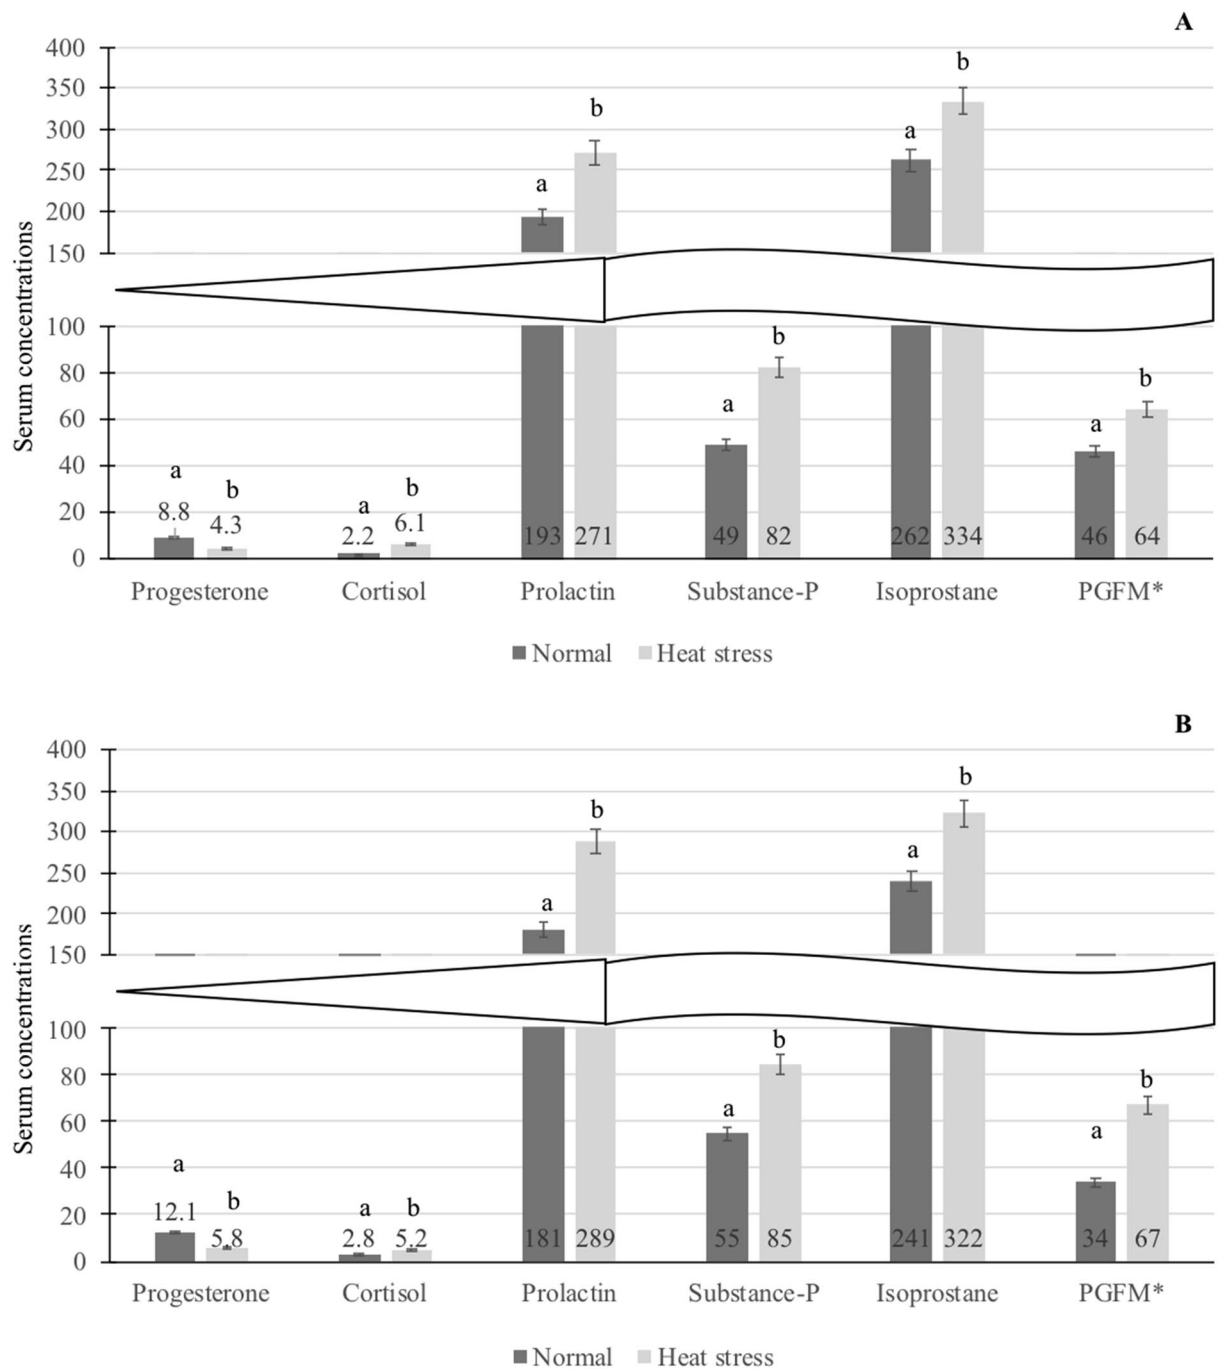 A
400
350
300
250
200
150
100
80
60
40
20
0
Serum concentrations
a b a b a b a b a b a b
8.8 4.3 2.2 6.1 193 271 49 82 262 334 46 64
Progesterone Cortisol Prolactin Substance-P Isoprostane PGFM*
Normal Heat stress
B
400
350
300
250
200
150
100
80
60
40
20
0
Serum concentrations
a b a b a b a b a b a b
12.1 5.8 2.8 5.2 181 289 55 85 241 322 34 67
Progesterone Cortisol Prolactin Substance-P Isoprostane PGFM*
Normal Heat stress